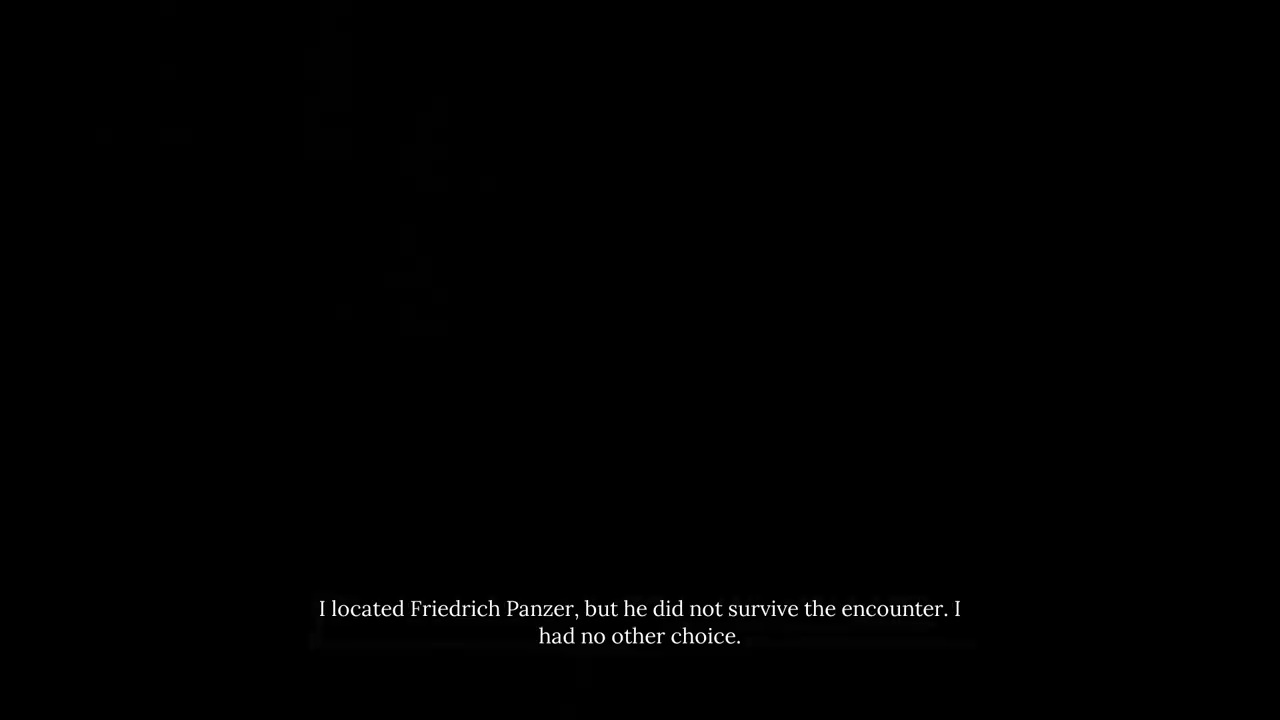 I located Friedrich Panzer, but he did not survive the encounter. I
had no other choice.